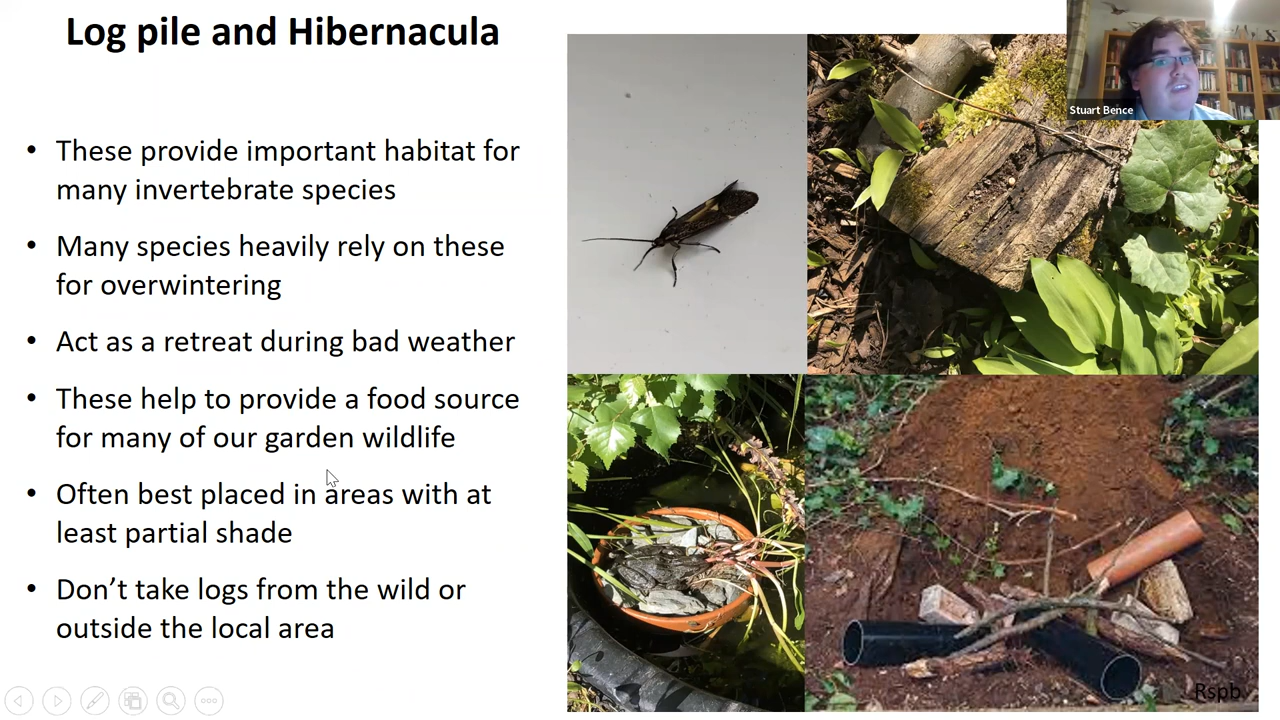 Log pile and Hibernacula
Stuart Bence
• These provide important habitat for
many invertebrate species
• Many species heavily rely on these
for overwintering
• Act as a retreat during bad weather
• These help to provide a food source
for many of our garden wildlife
• Often best placed in areas with at
least partial shade
• Don’t take logs from the wild or
outside the local area
Rspb